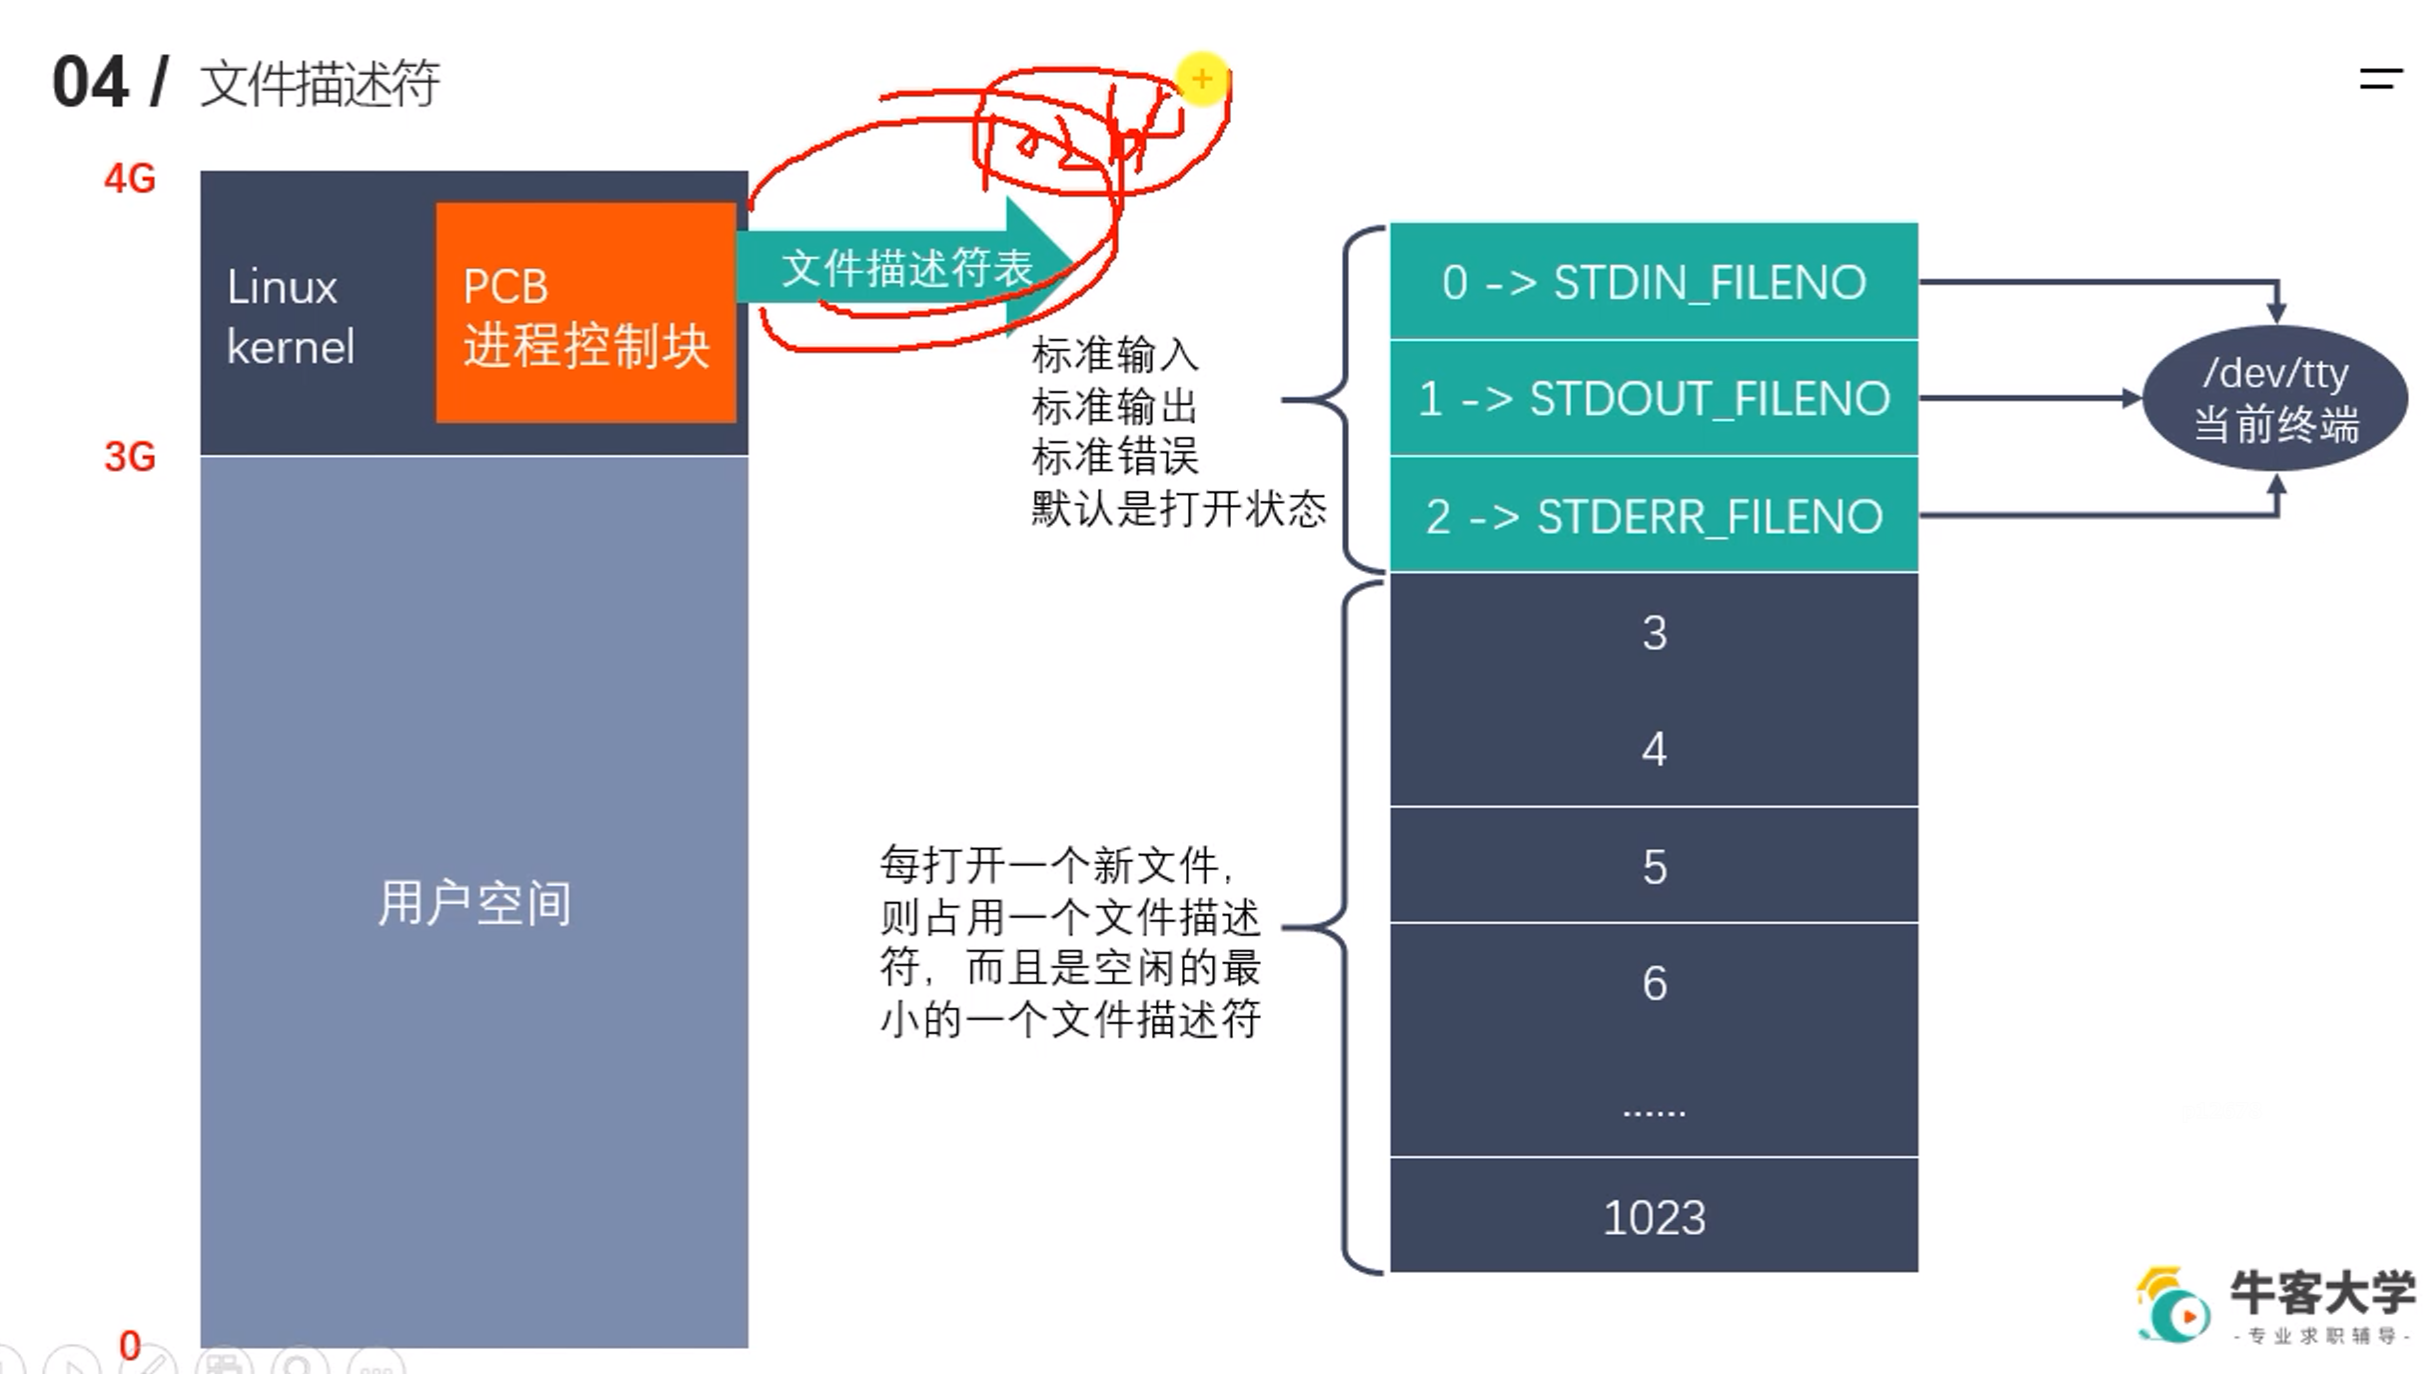 04 / 文件描述符
4G
Linux
kernel
PCB
进程控制块
文件描述符表
3G
用户空间
0
标准输入
标准输出
标准错误
默认是打开状态
每打开一个新文件,
则占用一个文件描述
符, 而且是空闲的最
小的一个文件描述符
0 -> STDIN_FILENO
1 -> STDOUT_FILENO
2 -> STDERR_FILENO
3
4
5
6
......
1023
/dev/tty
当前终端
牛客大学
-专业求职辅导-